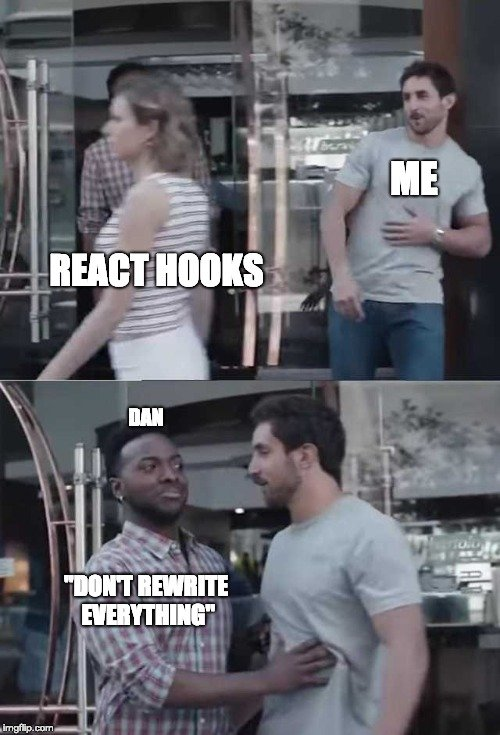 ME
REACT HOOKS
DAN
"DON'T REWRITE
EVERYTHING"
imgflip.com